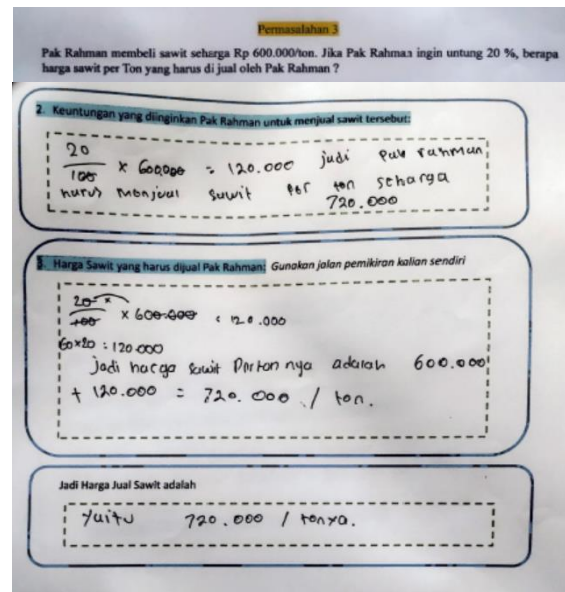 Permasalahan 3
Pak Rahman membeli sawit seharga Rp 600.000/ton. Jika Pak Rahman ingin untung 20 %, berapa
harga sawit per Ton yang harus di jual oleh Pak Rahman ?
2. Keuntungan yang diinginkan Pak Rahman untuk menjual sawit tersebut:
20/100 x 600.000 = 120.000 judi Pak rahman
harus menjual sawit per ton seharga
720.000
3. Harga Sawit yang harus dijual Pak Rahman: Gunakan jalan pemikiran kalian sendiri
20/100 x 600.000 = 120.000
60x20 : 120.000
jadi harga sawit Perton nya adalah 600.000
+ 120.000 = 720.000 / ton.
Jadi Harga Jual Sawit adalah
Yaitu 720.000 / tonya.